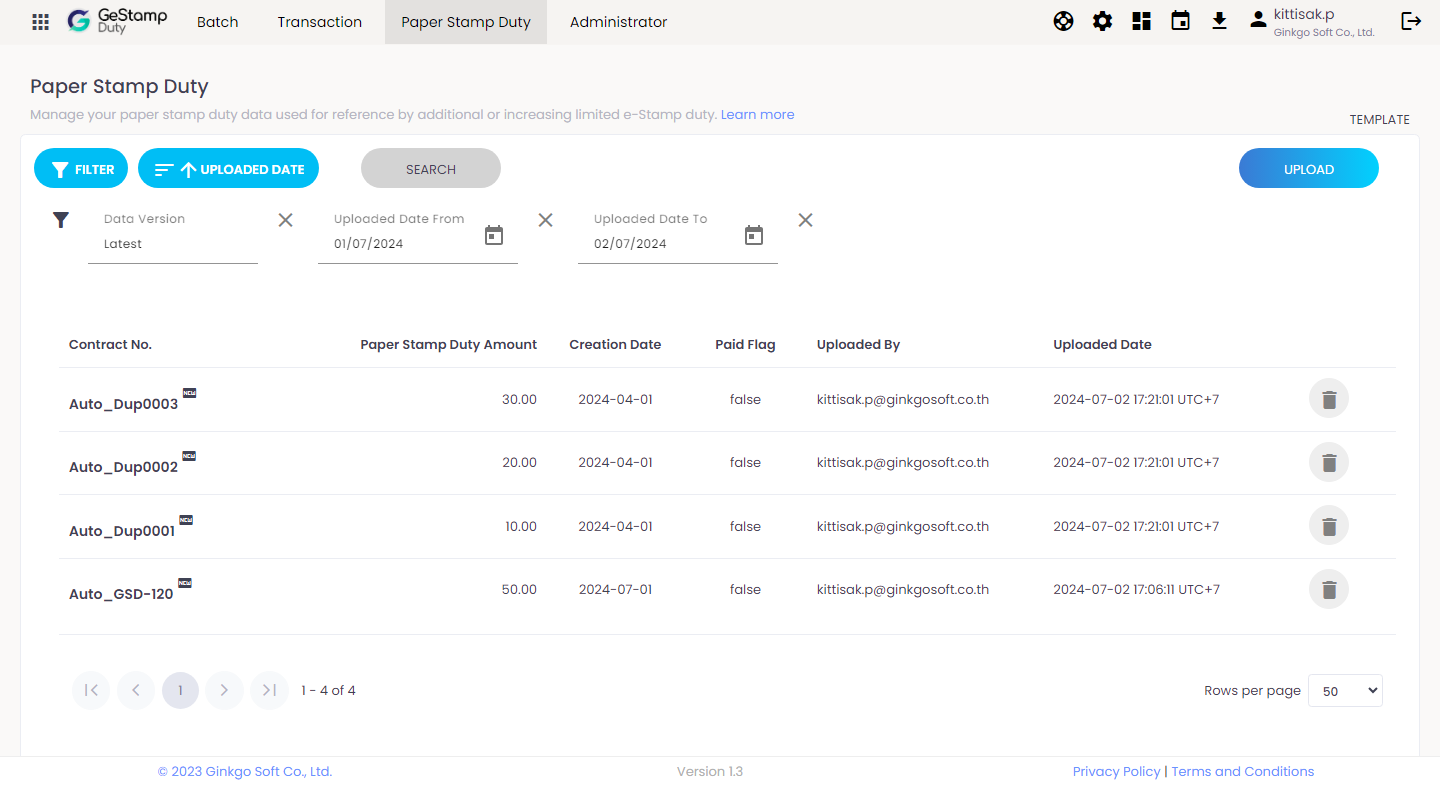 GeStamp
Duty
Batch
Transaction
Paper Stamp Duty
Administrator
kittisak.p
Ginkgo Soft Co., Ltd.
Paper Stamp Duty
Manage your paper stamp duty data used for reference by additional or increasing limited e-Stamp duty. Learn more
TEMPLATE
FILTER
UPLOADED DATE
SEARCH
UPLOAD
Data Version
Latest
Uploaded Date From
01/07/2024
Uploaded Date To
02/07/2024
Contract No. Paper Stamp Duty Amount Creation Date Paid Flag Uploaded By Uploaded Date
Auto_Dup0003 NEW 30.00 2024-04-01 false kittisak.p@ginkgosoft.co.th 2024-07-02 17:21:01 UTC+7
Auto_Dup0002 NEW 20.00 2024-04-01 false kittisak.p@ginkgosoft.co.th 2024-07-02 17:21:01 UTC+7
Auto_Dup0001 NEW 10.00 2024-04-01 false kittisak.p@ginkgosoft.co.th 2024-07-02 17:21:01 UTC+7
Auto_GSD-120 NEW 50.00 2024-07-01 false kittisak.p@ginkgosoft.co.th 2024-07-02 17:06:11 UTC+7
1
1 - 4 of 4
Rows per page 50
© 2023 Ginkgo Soft Co., Ltd.
Version 1.3
Privacy Policy | Terms and Conditions